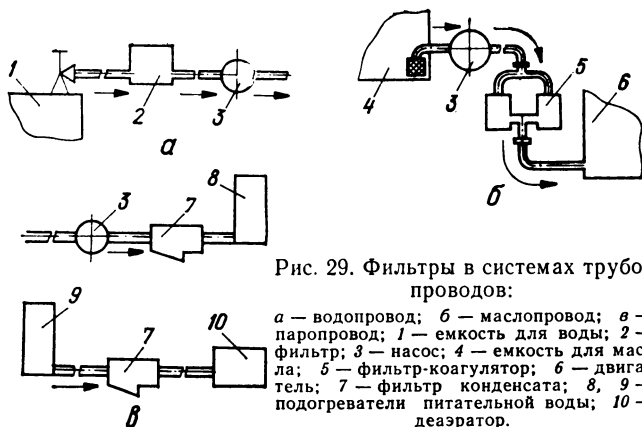 1
2
3
а
4
3
5
6
б
3
7
8
9
7
10
в
Рис. 29. Фильтры в системах трубо
проводов:
а — водопровод; б — маслопровод; в -
паропровод; 1 — емкость для воды; 2 -
фильтр; 3 — насос; 4 — емкость для мас
ла; 5 — фильтр-коагулятор; 6 — двига
тель; 7 — фильтр конденсата; 8, 9 -
подогреватели питательной воды; 10 -
деаэратор.